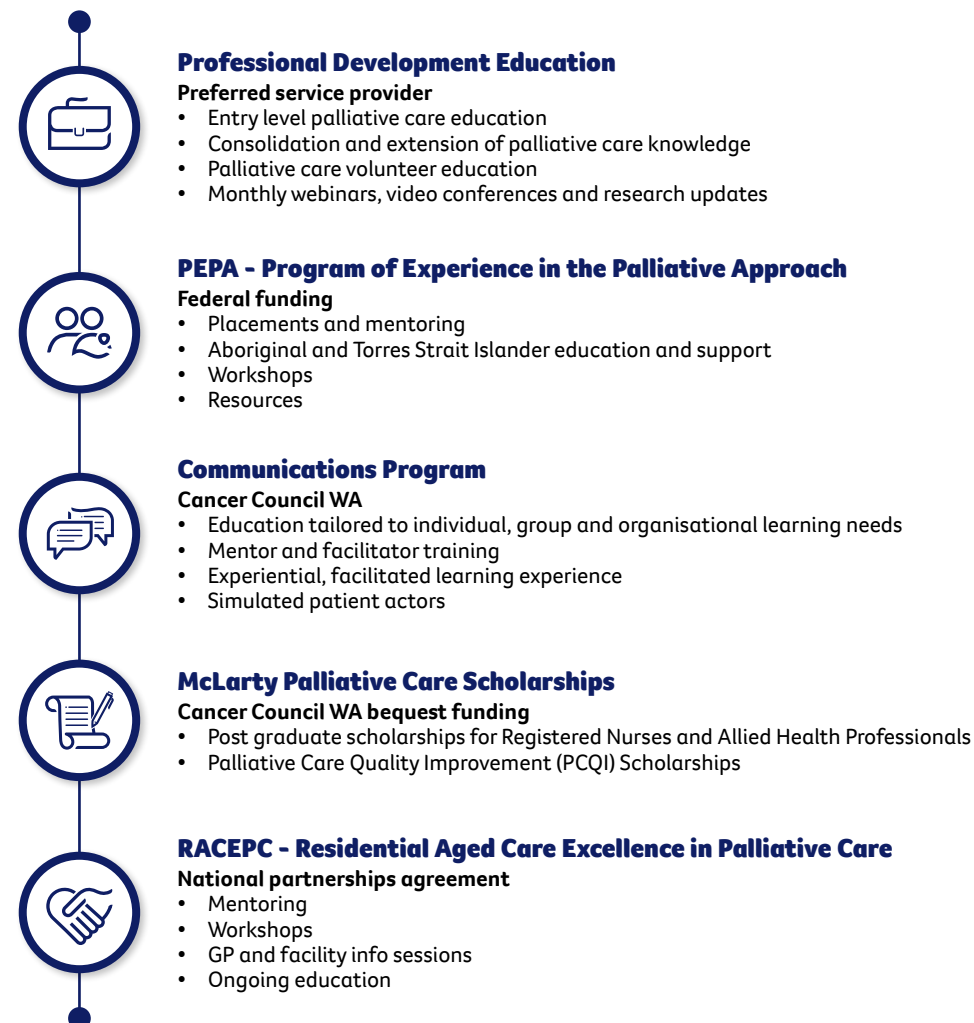 Professional Development Education
Preferred service provider
• Entry level palliative care education
• Consolidation and extension of palliative care knowledge
• Palliative care volunteer education
• Monthly webinars, video conferences and research updates
PEPA - Program of Experience in the Palliative Approach
Federal funding
• Placements and mentoring
• Aboriginal and Torres Strait Islander education and support
• Workshops
• Resources
Communications Program
Cancer Council WA
• Education tailored to individual, group and organisational learning needs
• Mentor and facilitator training
• Experiential, facilitated learning experience
• Simulated patient actors
McLarty Palliative Care Scholarships
Cancer Council WA bequest funding
• Post graduate scholarships for Registered Nurses and Allied Health Professionals
• Palliative Care Quality Improvement (PCQI) Scholarships
RACEPC - Residential Aged Care Excellence in Palliative Care
National partnerships agreement
• Mentoring
• Workshops
• GP and facility info sessions
• Ongoing education